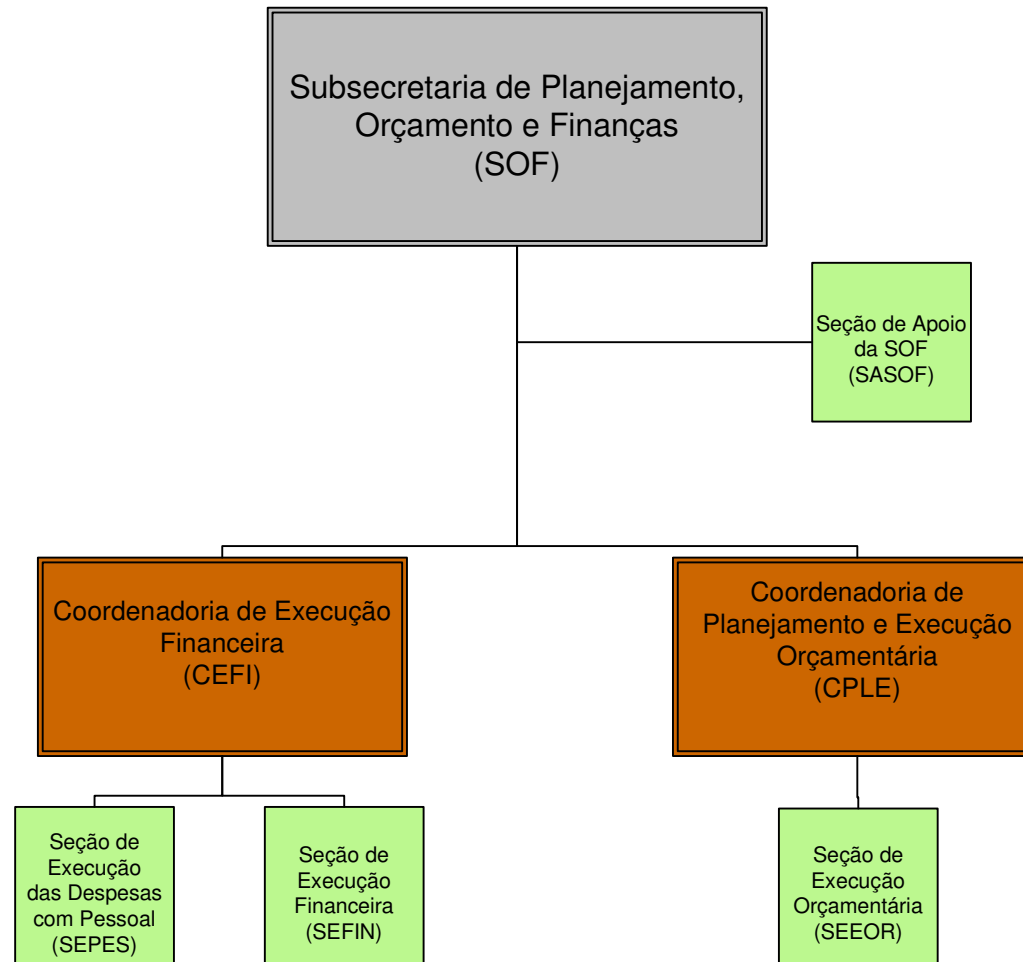 Subsecretaria de Planejamento,
Orçamento e Finanças
(SOF)
Seção de Apoio
da SOF
(SASOF)
Coordenadoria de Execução
Financeira
(CEFI)
Coordenadoria de
Planejamento e Execução
Orçamentária
(CPLE)
Seção de
Execução
das Despesas
com Pessoal
(SEPES)
Seção de
Execução
Financeira
(SEFIN)
Seção de
Execução
Orçamentária
(SEEOR)